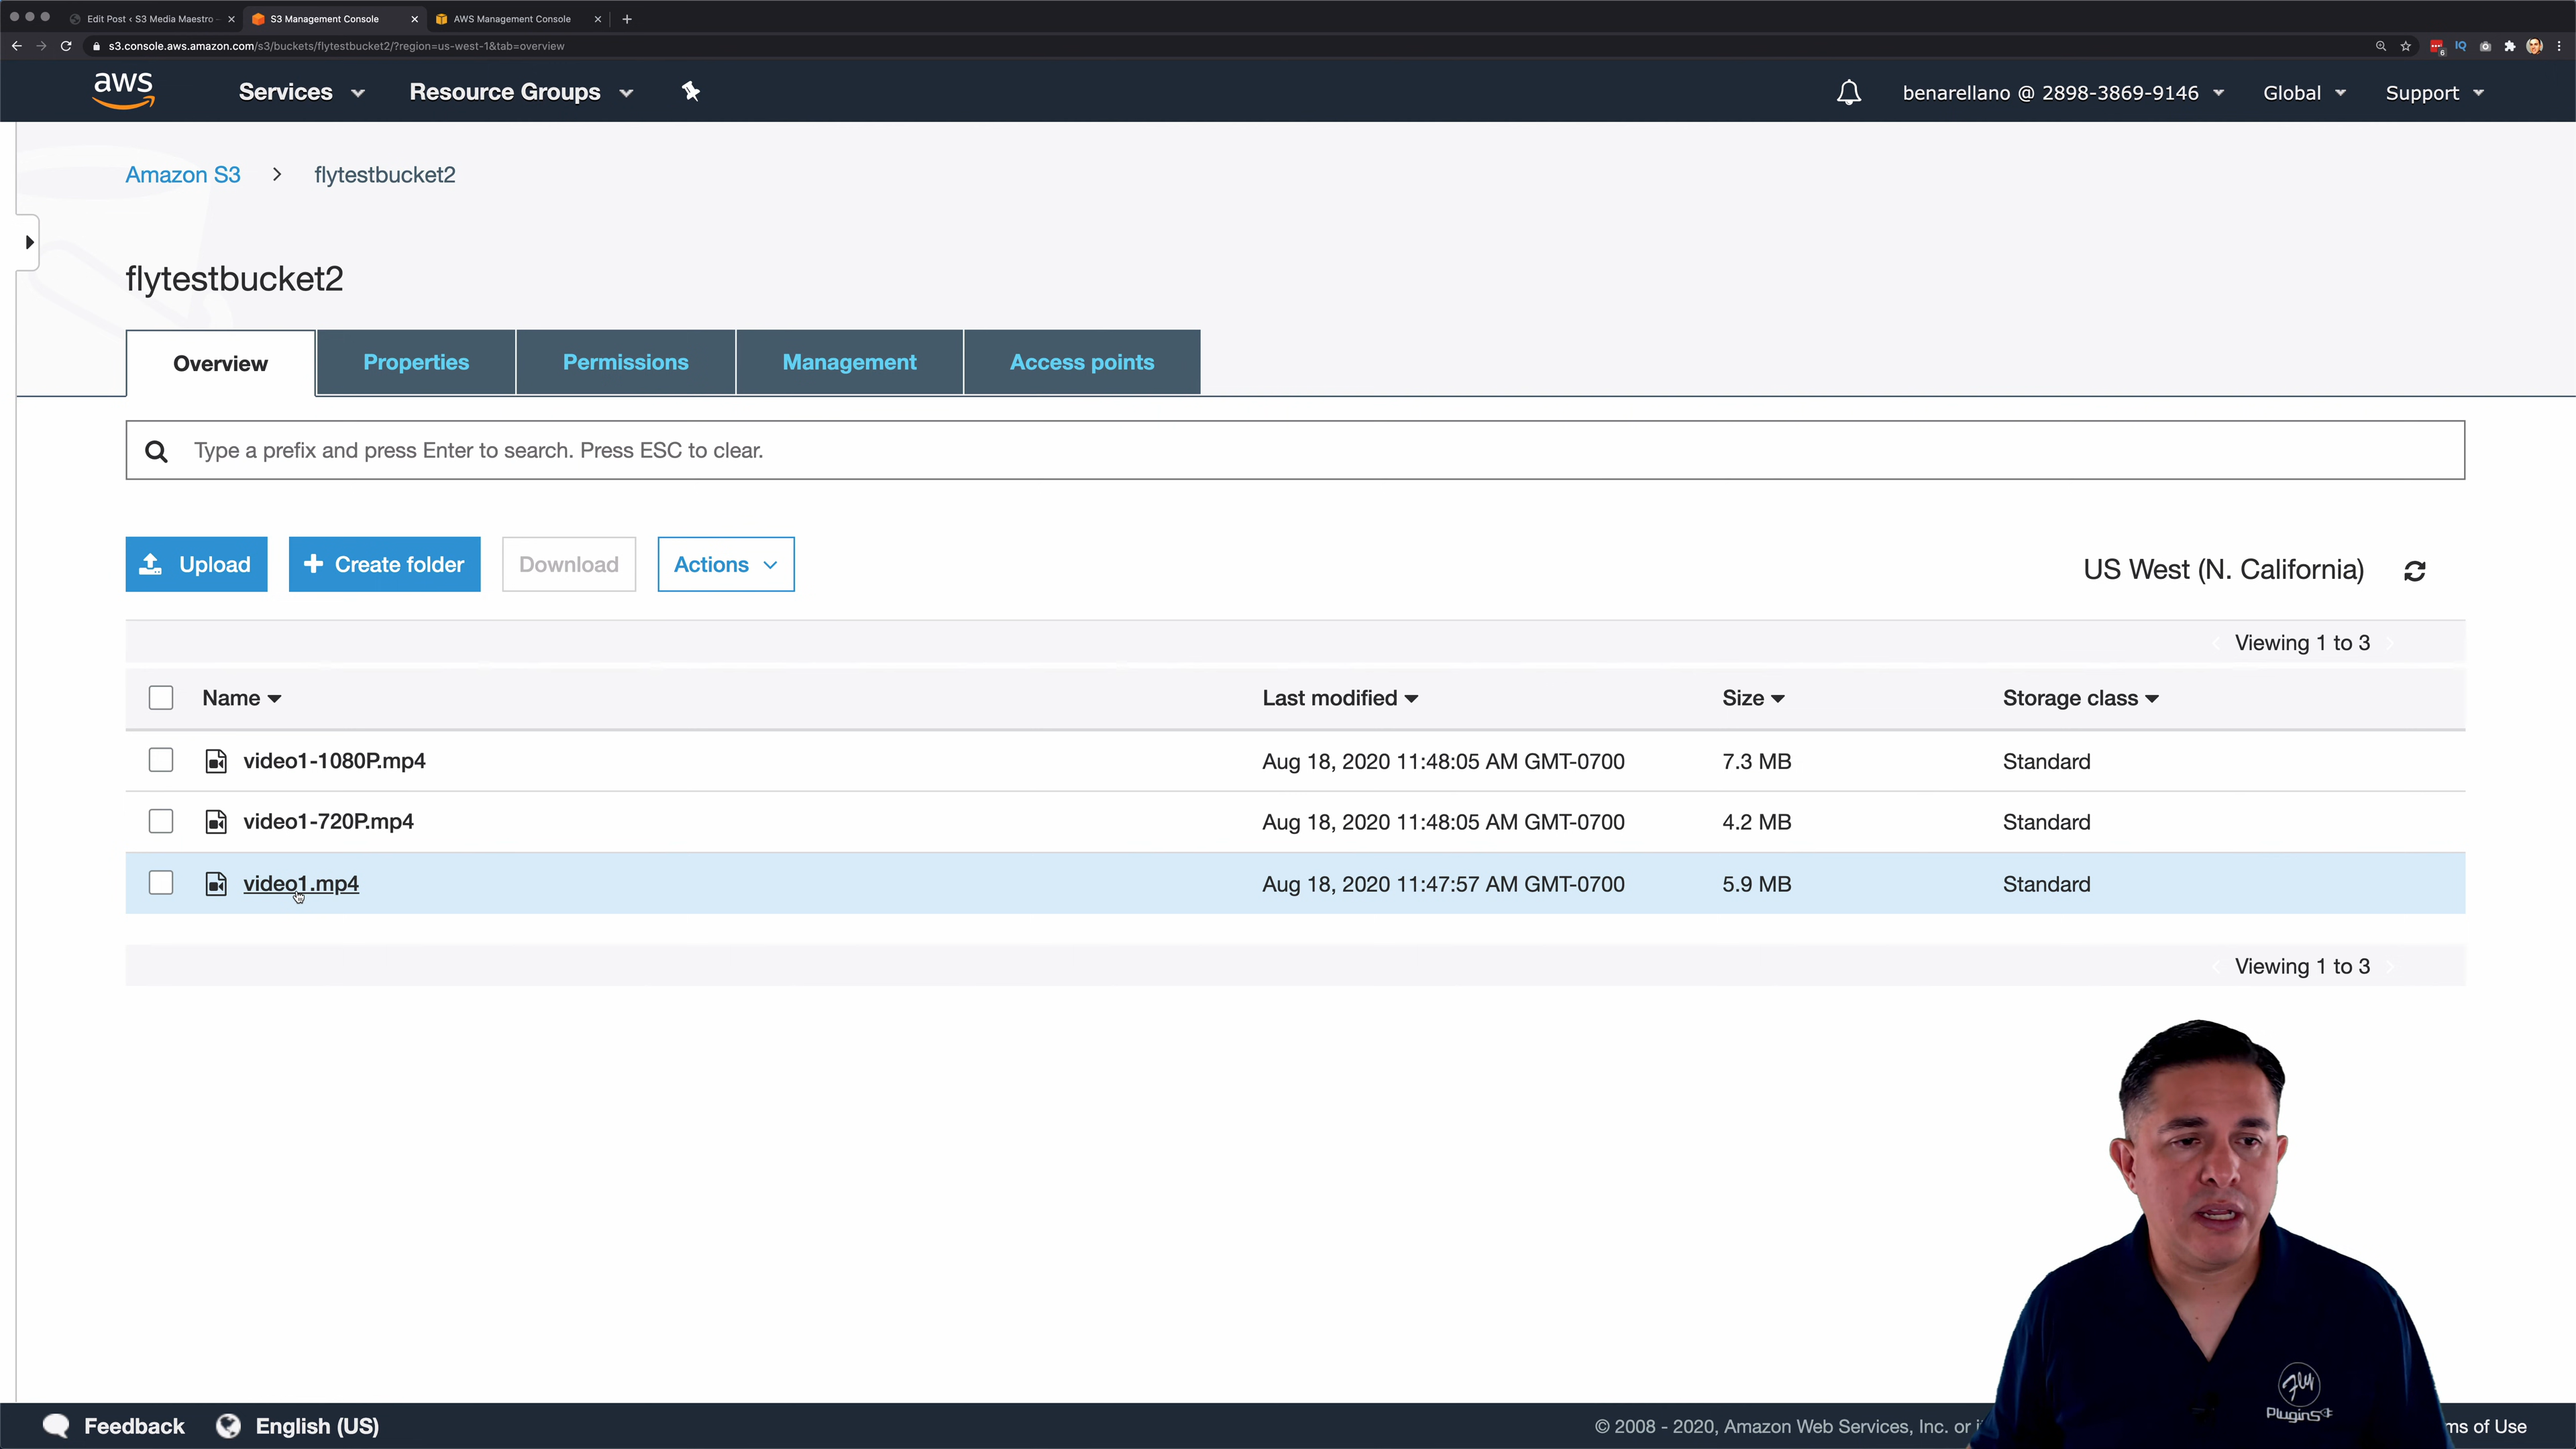 Edit Post ‹ S3 Media Maestro
S3 Management Console
AWS Management Console
s3.console.aws.amazon.com/s3/buckets/flytestbucket2/?region=us-west-1&tab=overview
6
IQ
aws
Services
Resource Groups
benarellano @ 2898-3869-9146
Global
Support
Amazon S3
flytestbucket2
flytestbucket2
Overview
Properties
Permissions
Management
Access points
Type a prefix and press Enter to search. Press ESC to clear.
Upload
Create folder
Download
Actions
US West (N. California)
Viewing 1 to 3
Name
Last modified
Size
Storage class
video1-1080P.mp4
Aug 18, 2020 11:48:05 AM GMT-0700
7.3 MB
Standard
video1-720P.mp4
Aug 18, 2020 11:48:05 AM GMT-0700
4.2 MB
Standard
video1.mp4
Aug 18, 2020 11:47:57 AM GMT-0700
5.9 MB
Standard
Viewing 1 to 3
Fly
Plugins
Feedback
English (US)
© 2008 - 2020, Amazon Web Services, Inc. or
of Use